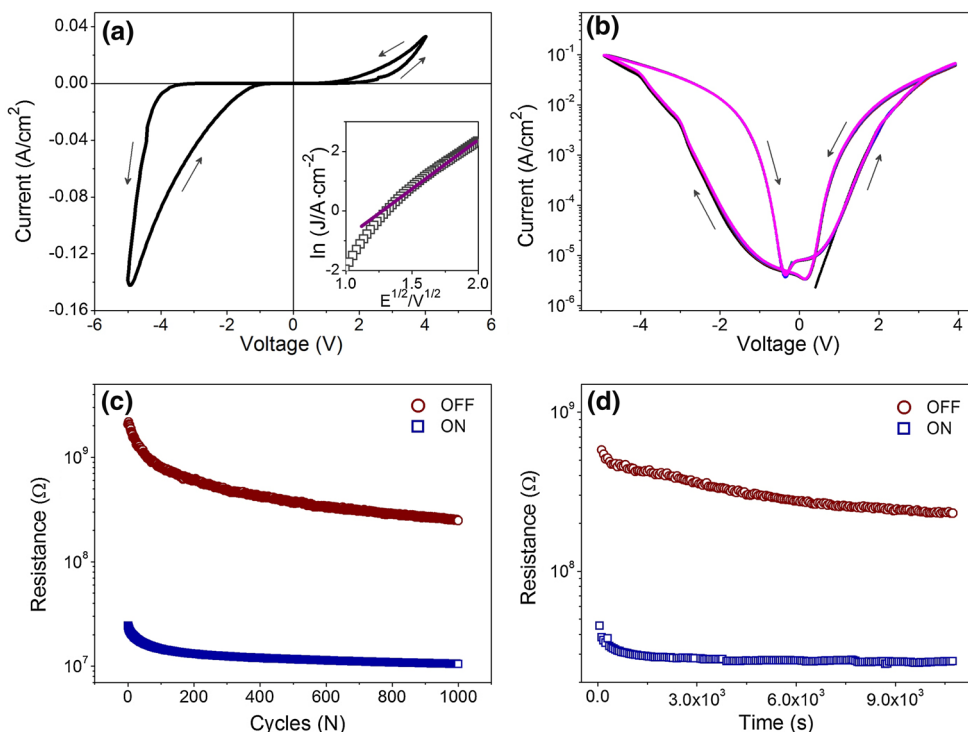 (a)
0.04
0.00
-0.04
-0.08
-0.12
-0.16
Current (A/cm²)
-6 -4 -2 0 2 4 6
Voltage (V)
ln (J/A·cm⁻²)
2
0
-2
1.0 1.5 2.0
E^1/2/V^1/2
(b)
10⁻¹
10⁻²
10⁻³
10⁻⁴
10⁻⁵
10⁻⁶
Current (A/cm²)
-4 -2 0 2 4
Voltage (V)
(c)
OFF
ON
10⁹
10⁸
10⁷
Resistance (Ω)
0 200 400 600 800 1000
Cycles (N)
(d)
OFF
ON
10⁹
10⁸
Resistance (Ω)
0.0 3.0x10³ 6.0x10³ 9.0x10³
Time (s)